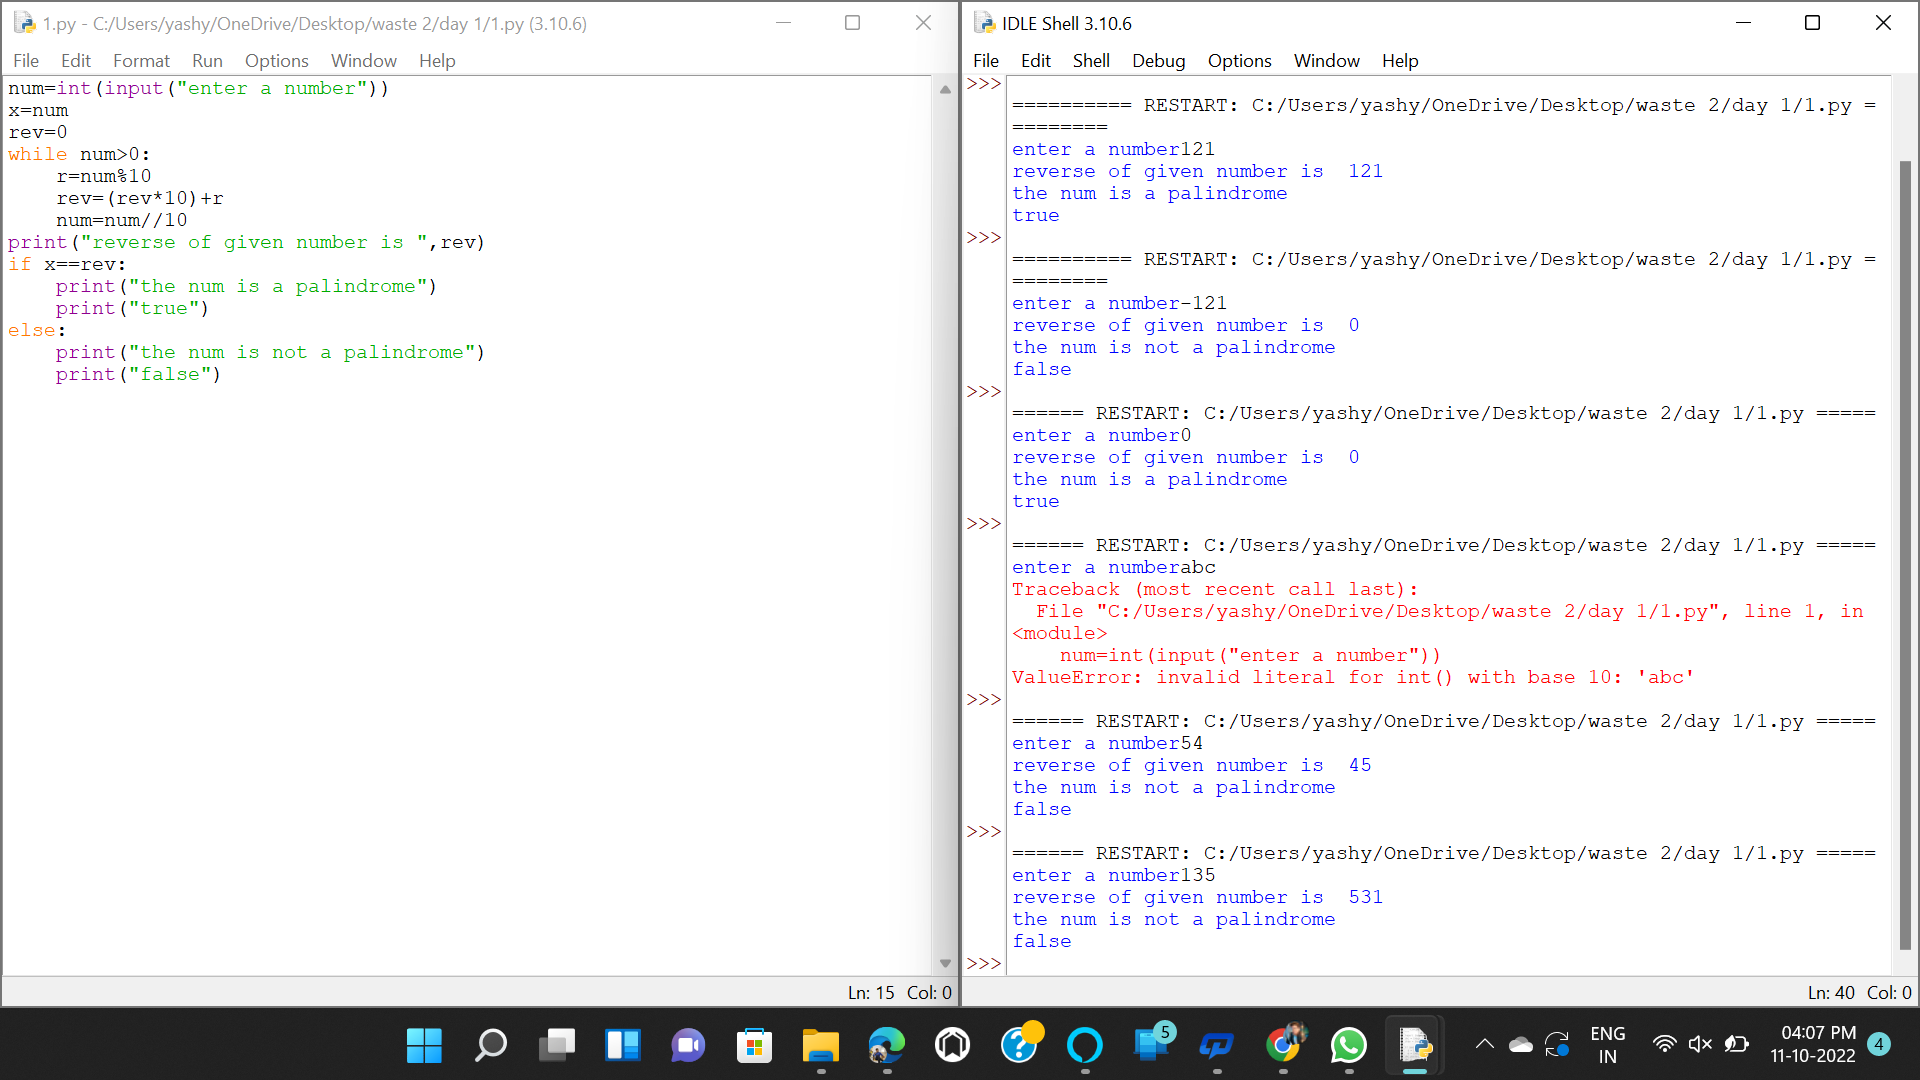 1.py - C:/Users/yashy/OneDrive/Desktop/waste 2/day 1/1.py (3.10.6)
File Edit Format Run Options Window Help
num=int(input("enter a number"))
x=num
rev=0
while num>0:
    r=num%10
    rev=(rev*10)+r
    num=num//10
print("reverse of given number is ",rev)
if x==rev:
    print("the num is a palindrome")
    print("true")
else:
    print("the num is not a palindrome")
    print("false")
Ln: 15 Col: 0
IDLE Shell 3.10.6
File Edit Shell Debug Options Window Help
>>>
========== RESTART: C:/Users/yashy/OneDrive/Desktop/waste 2/day 1/1.py =
========
enter a number121
reverse of given number is  121
the num is a palindrome
true
>>>
========== RESTART: C:/Users/yashy/OneDrive/Desktop/waste 2/day 1/1.py =
========
enter a number-121
reverse of given number is  0
the num is not a palindrome
false
>>>
====== RESTART: C:/Users/yashy/OneDrive/Desktop/waste 2/day 1/1.py =====
enter a number0
reverse of given number is  0
the num is a palindrome
true
>>>
====== RESTART: C:/Users/yashy/OneDrive/Desktop/waste 2/day 1/1.py =====
enter a numberabc
Traceback (most recent call last):
  File "C:/Users/yashy/OneDrive/Desktop/waste 2/day 1/1.py", line 1, in
<module>
    num=int(input("enter a number"))
ValueError: invalid literal for int() with base 10: 'abc'
>>>
====== RESTART: C:/Users/yashy/OneDrive/Desktop/waste 2/day 1/1.py =====
enter a number54
reverse of given number is  45
the num is not a palindrome
false
>>>
====== RESTART: C:/Users/yashy/OneDrive/Desktop/waste 2/day 1/1.py =====
enter a number135
reverse of given number is  531
the num is not a palindrome
false
>>>
Ln: 40 Col: 0
5
ENG
IN
04:07 PM
11-10-2022
4